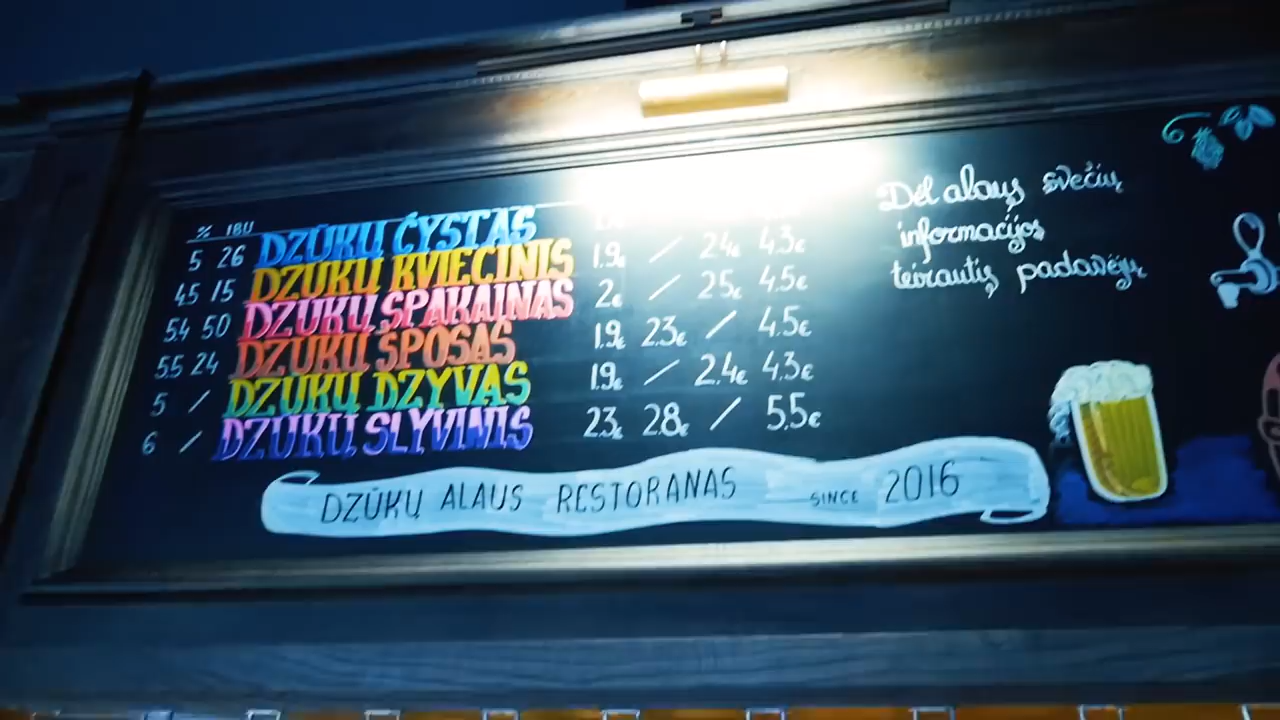 % IBU
5 26 DZŪKŲ ČYSTAS
4.5 15 DZŪKŲ KVIECINIS 1.9€ / 2.4€ 4.3€
5.4 50 DZŪKŲ ŠPAKAINAS 2€ / 2.5€ 4.5€
5.5 24 DZŪKŲ ŠPOSAS 1.9€ 2.3€ / 4.5€
5 / DZŪKŲ DZYVAS 1.9€ / 2.4€ 4.3€
6 / DZŪKŲ SLYVINIS 2.3€ 2.8€ / 5.5€
DZŪKŲ ALAUS RESTORANAS SINCE 2016
Dėl alaus svečių
informacijos
teirautis padavėjų